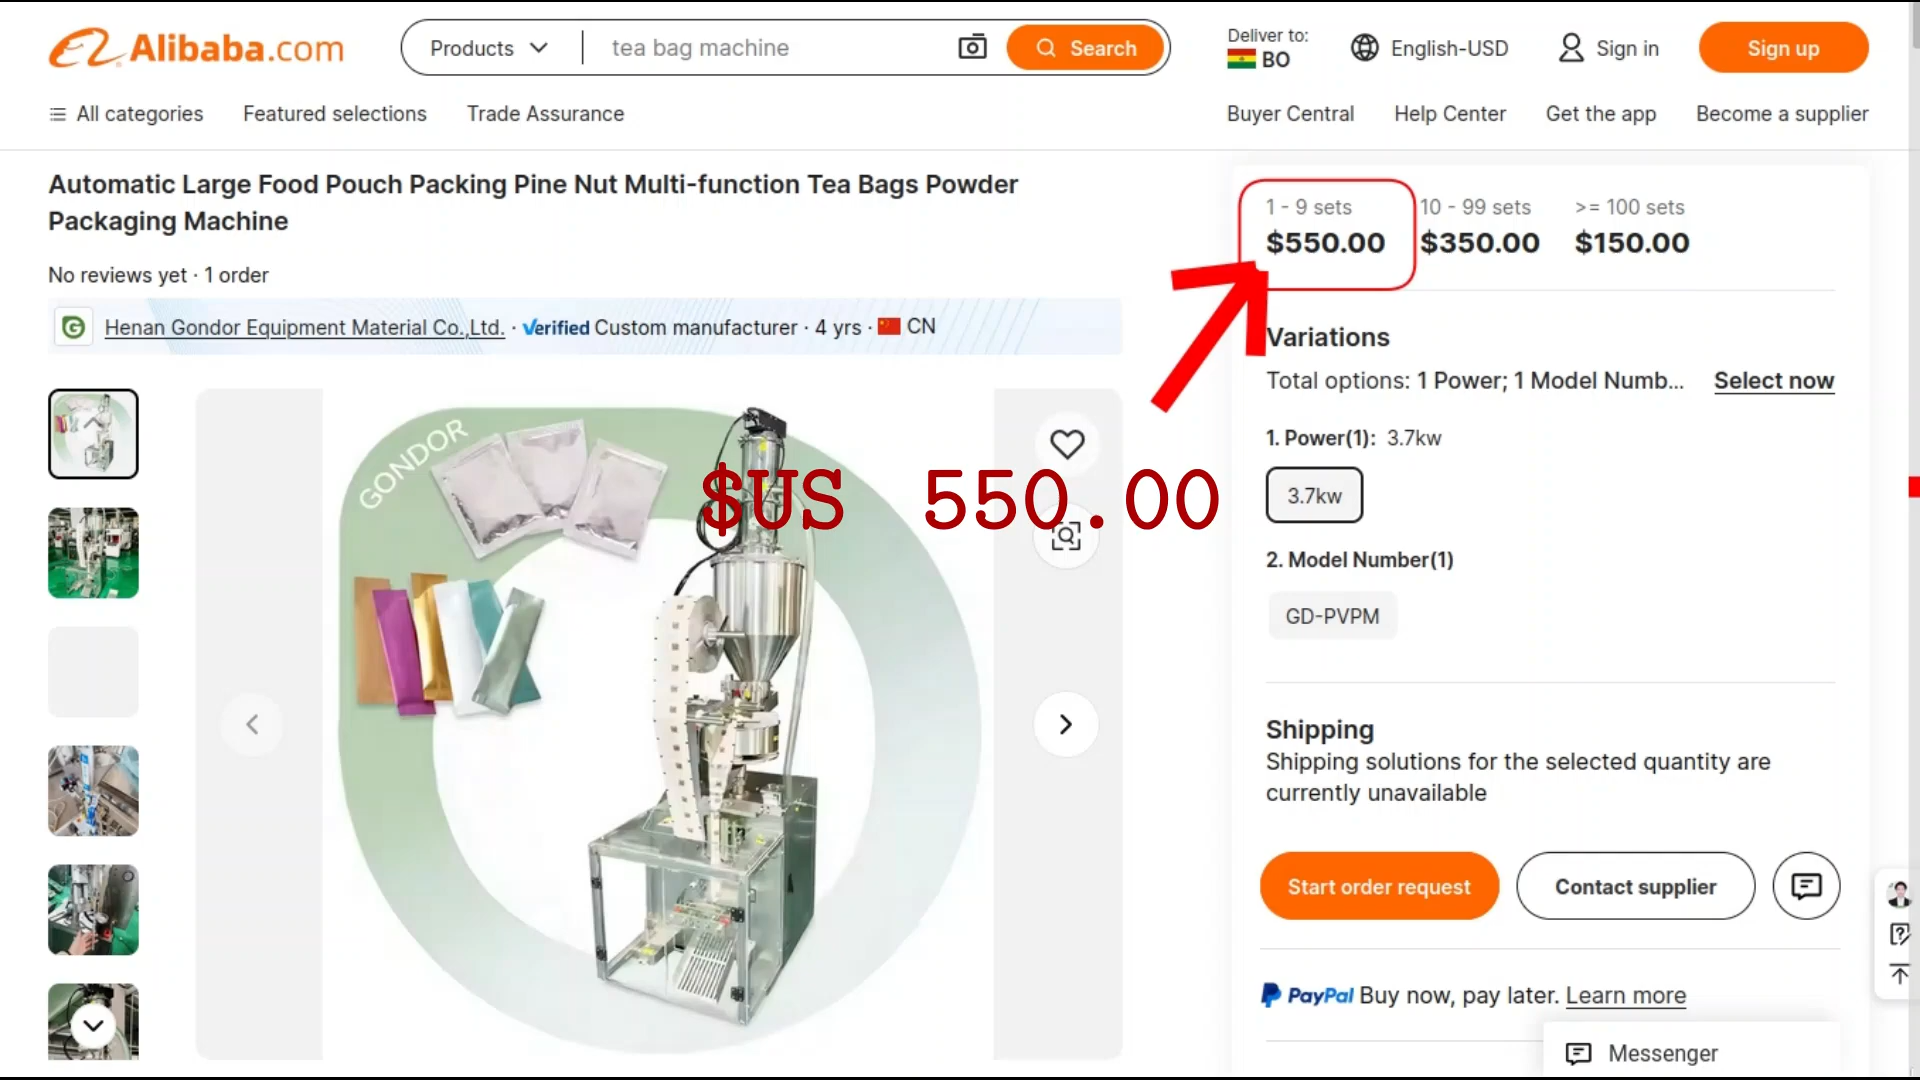 Alibaba.com
Products
tea bag machine
Search
Deliver to:
BO
English-USD
Sign in
Sign up
All categories
Featured selections
Trade Assurance
Buyer Central
Help Center
Get the app
Become a supplier
Automatic Large Food Pouch Packing Pine Nut Multi-function Tea Bags Powder
Packaging Machine
No reviews yet · 1 order
Henan Gondor Equipment Material Co.,Ltd. · Verified Custom manufacturer · 4 yrs · CN
1 - 9 sets
$550.00
10 - 99 sets
$350.00
>= 100 sets
$150.00
Variations
Total options: 1 Power; 1 Model Numb...
Select now
1. Power(1): 3.7kw
3.7kw
2. Model Number(1)
GD-PVPM
GONDOR
$US 550.00
Shipping
Shipping solutions for the selected quantity are
currently unavailable
Start order request
Contact supplier
PayPal Buy now, pay later. Learn more
Messenger